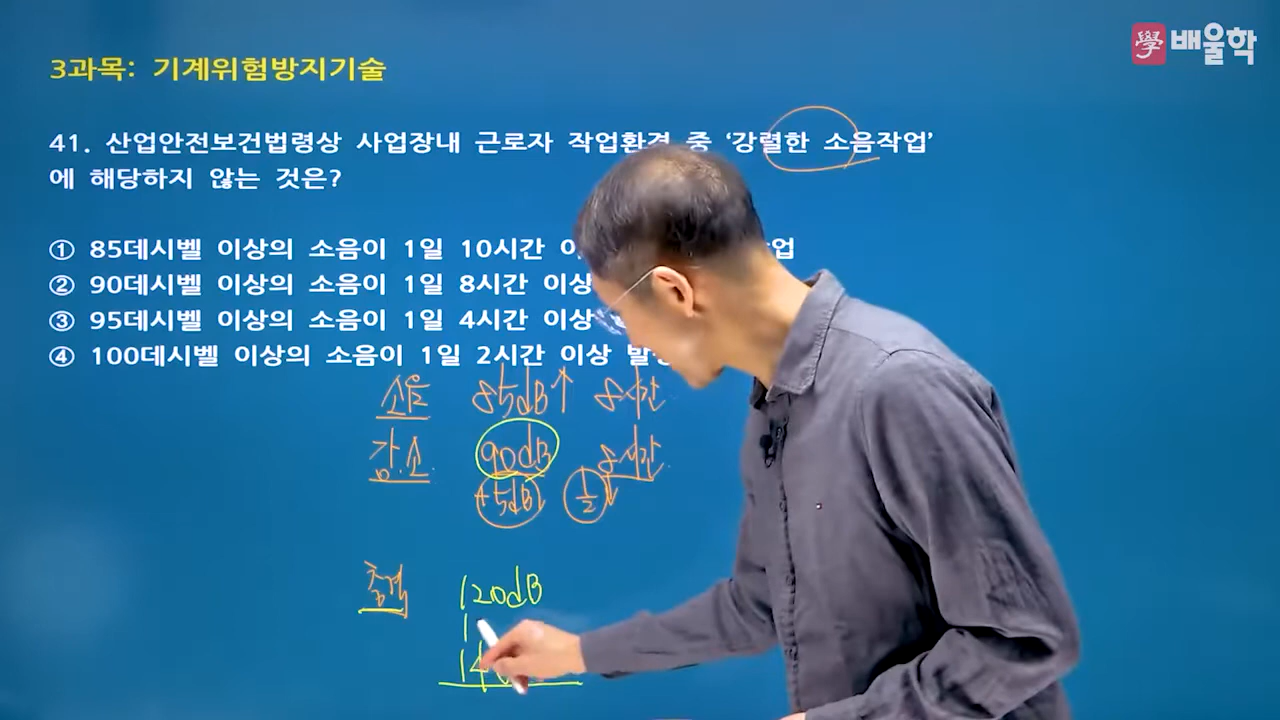 學 배울학
3과목: 기계위험방지기술
41. 산업안전보건법령상 사업장내 근로자 작업환경 중 ‘강렬한 소음작업’
에 해당하지 않는 것은?
① 85데시벨 이상의 소음이 1일 10시간
② 90데시벨 이상의 소음이 1일 8시간 이상
③ 95데시벨 이상의 소음이 1일 4시간 이상
④ 100데시벨 이상의 소음이 1일 2시간 이상
소음 85dB↑ 8시간
강.소 90dB 8시간
+5dB 1/2↓
충격 120dB